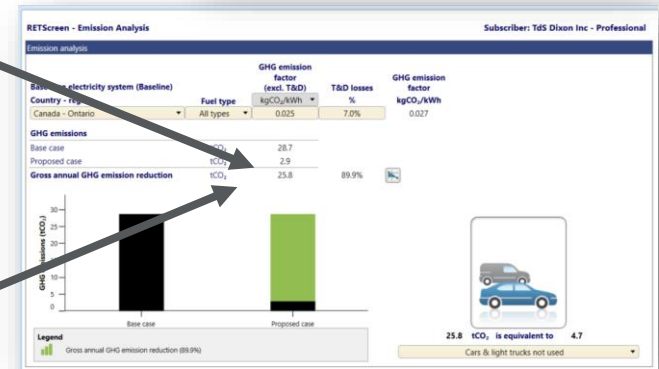 RETScreen - Emission Analysis Subscriber: TdS Dixon Inc - Professional
Emission analysis
GHG emission
factor
(excl. T&D) T&D losses GHG emission
factor
electricity system (Baseline)
Country - Fuel type kgCO₂/kWh % kgCO₂/kWh
Canada - Ontario All types 0.025 7.0% 0.027
GHG emissions
Base case tCO₂ 28.7
Proposed case tCO₂ 2.9
Gross annual GHG emission reduction tCO₂ 25.8 89.9%
GHG emissions (tCO₂)
30
25
20
15
10
5
0
Base case Proposed case
Legend
Gross annual GHG emission reduction (89.9%)
25.8 tCO₂ is equivalent to 4.7
Cars & light trucks not used